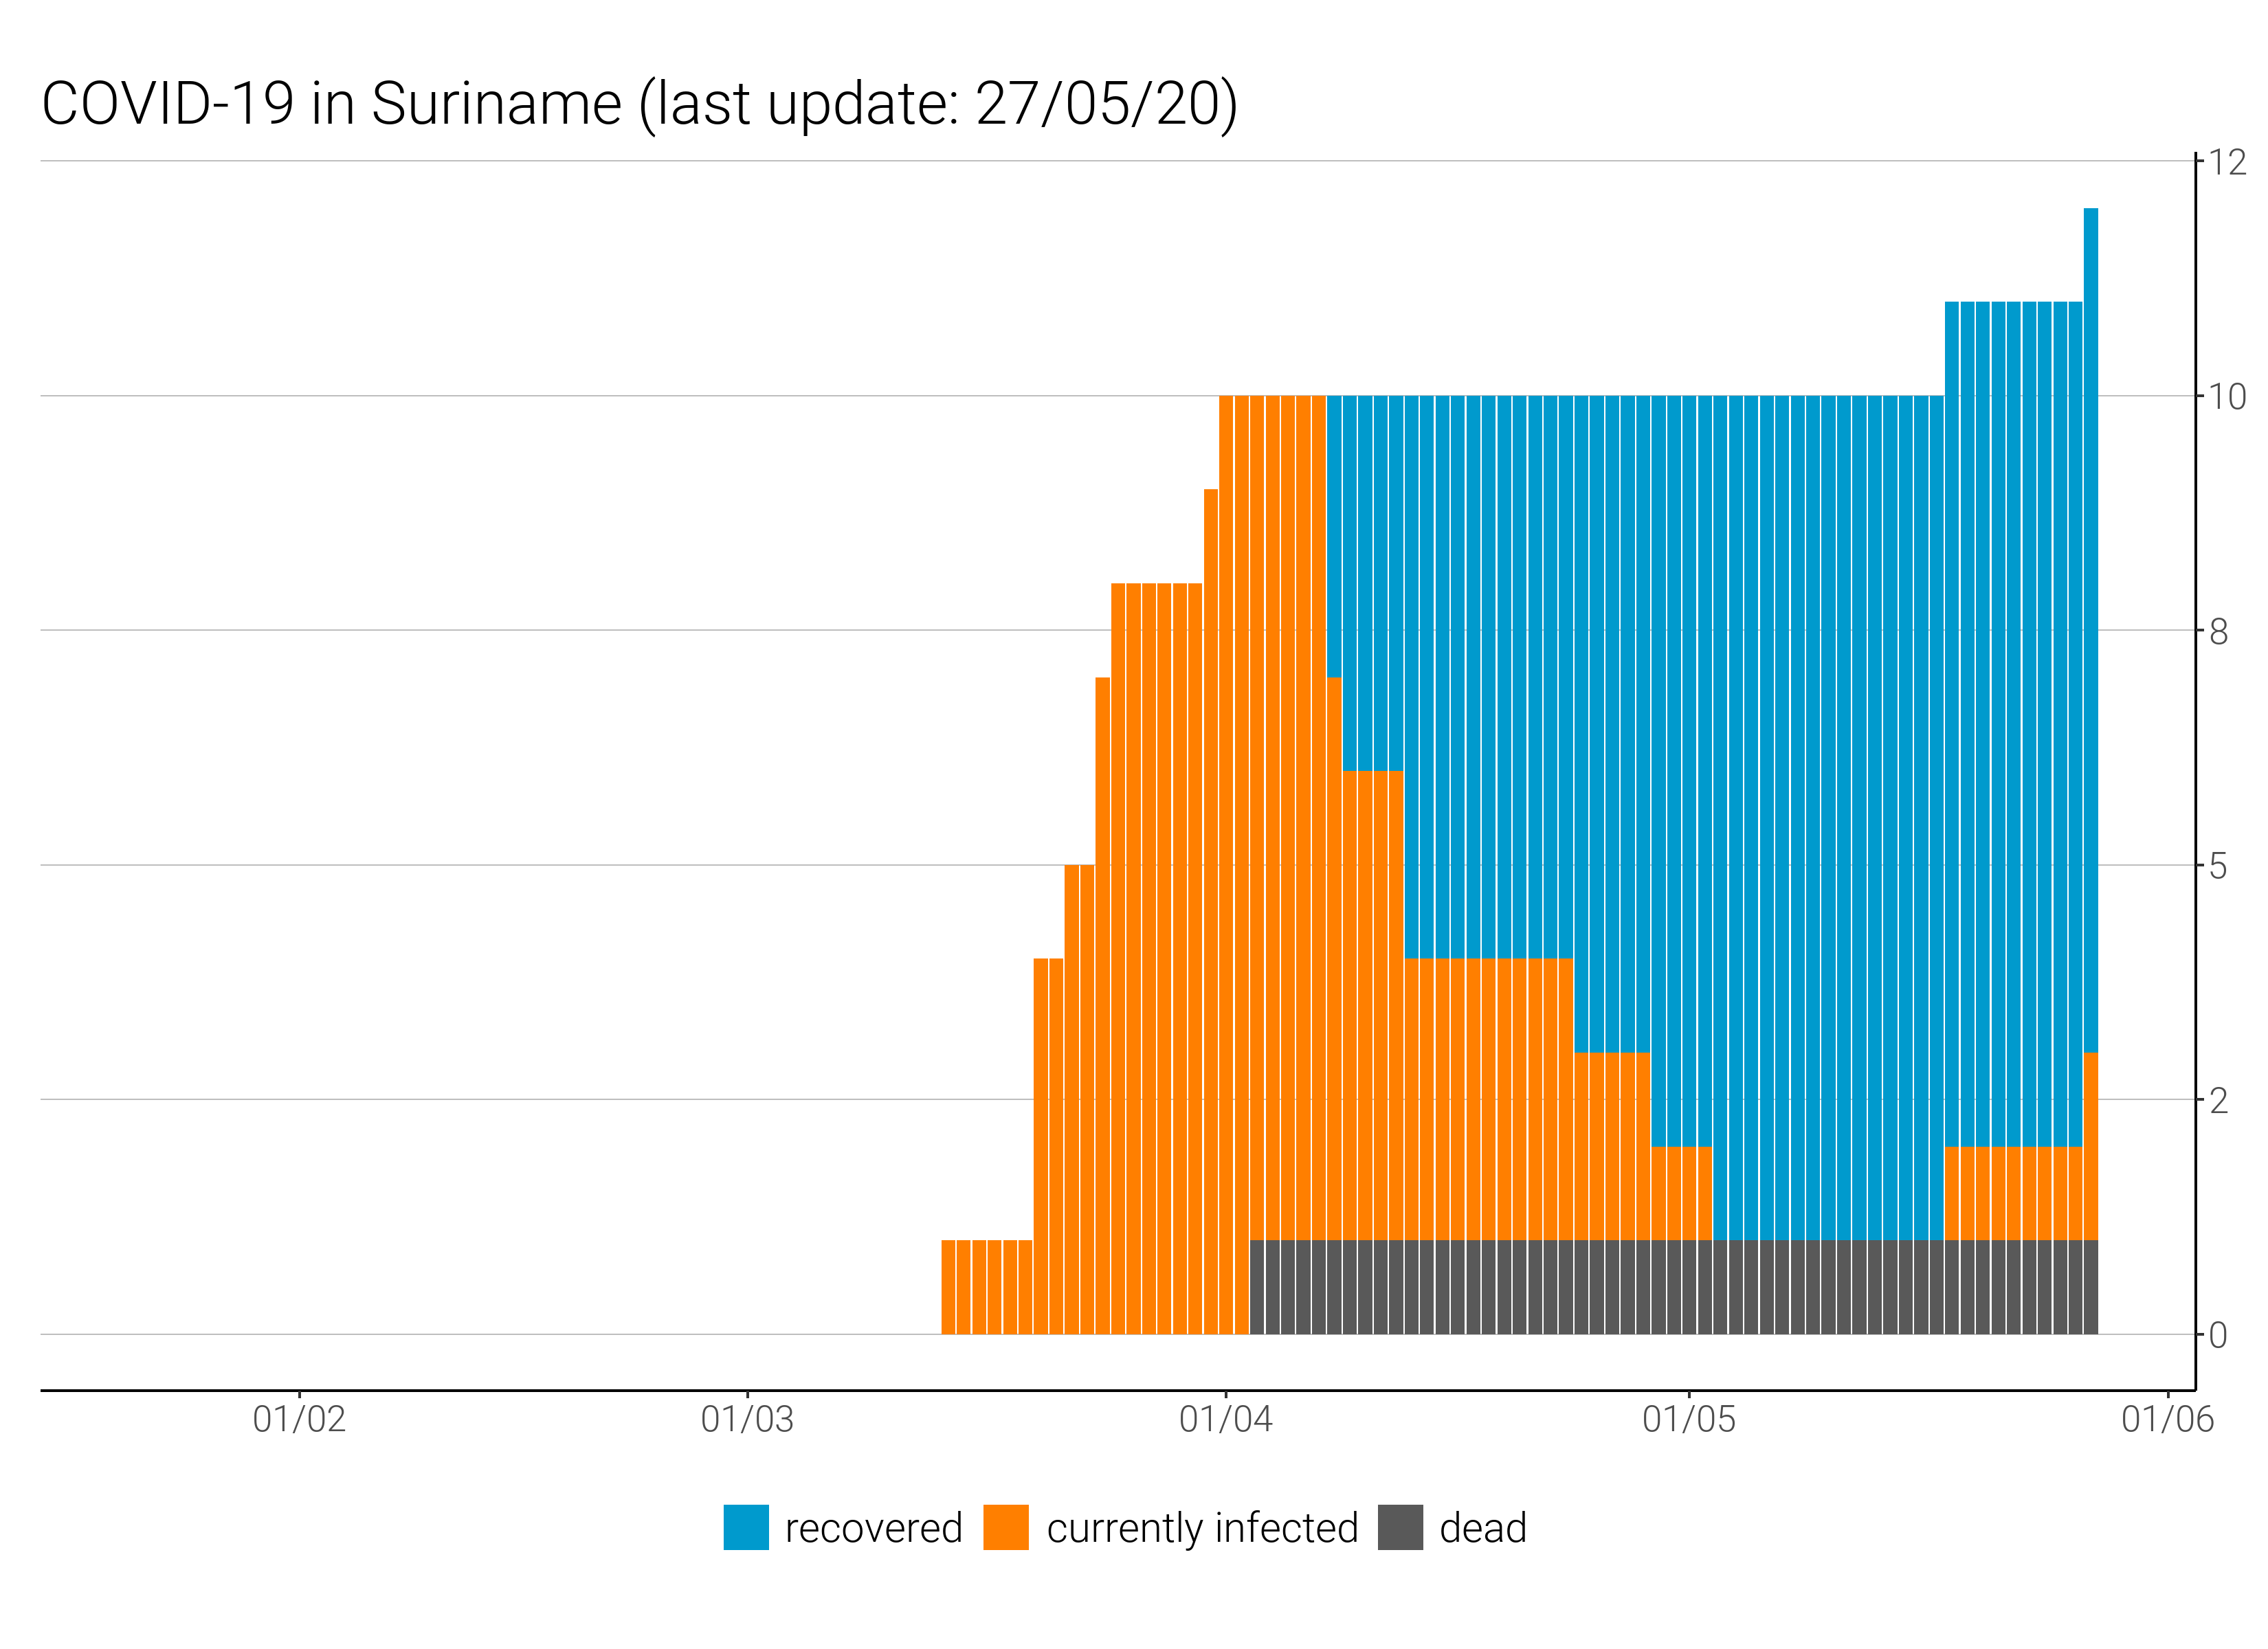 COVID-19 in Suriname (last update: 27/05/20)
12
10
8
5
2
0
01/02 01/03 01/04 01/05 01/06
recovered currently infected dead